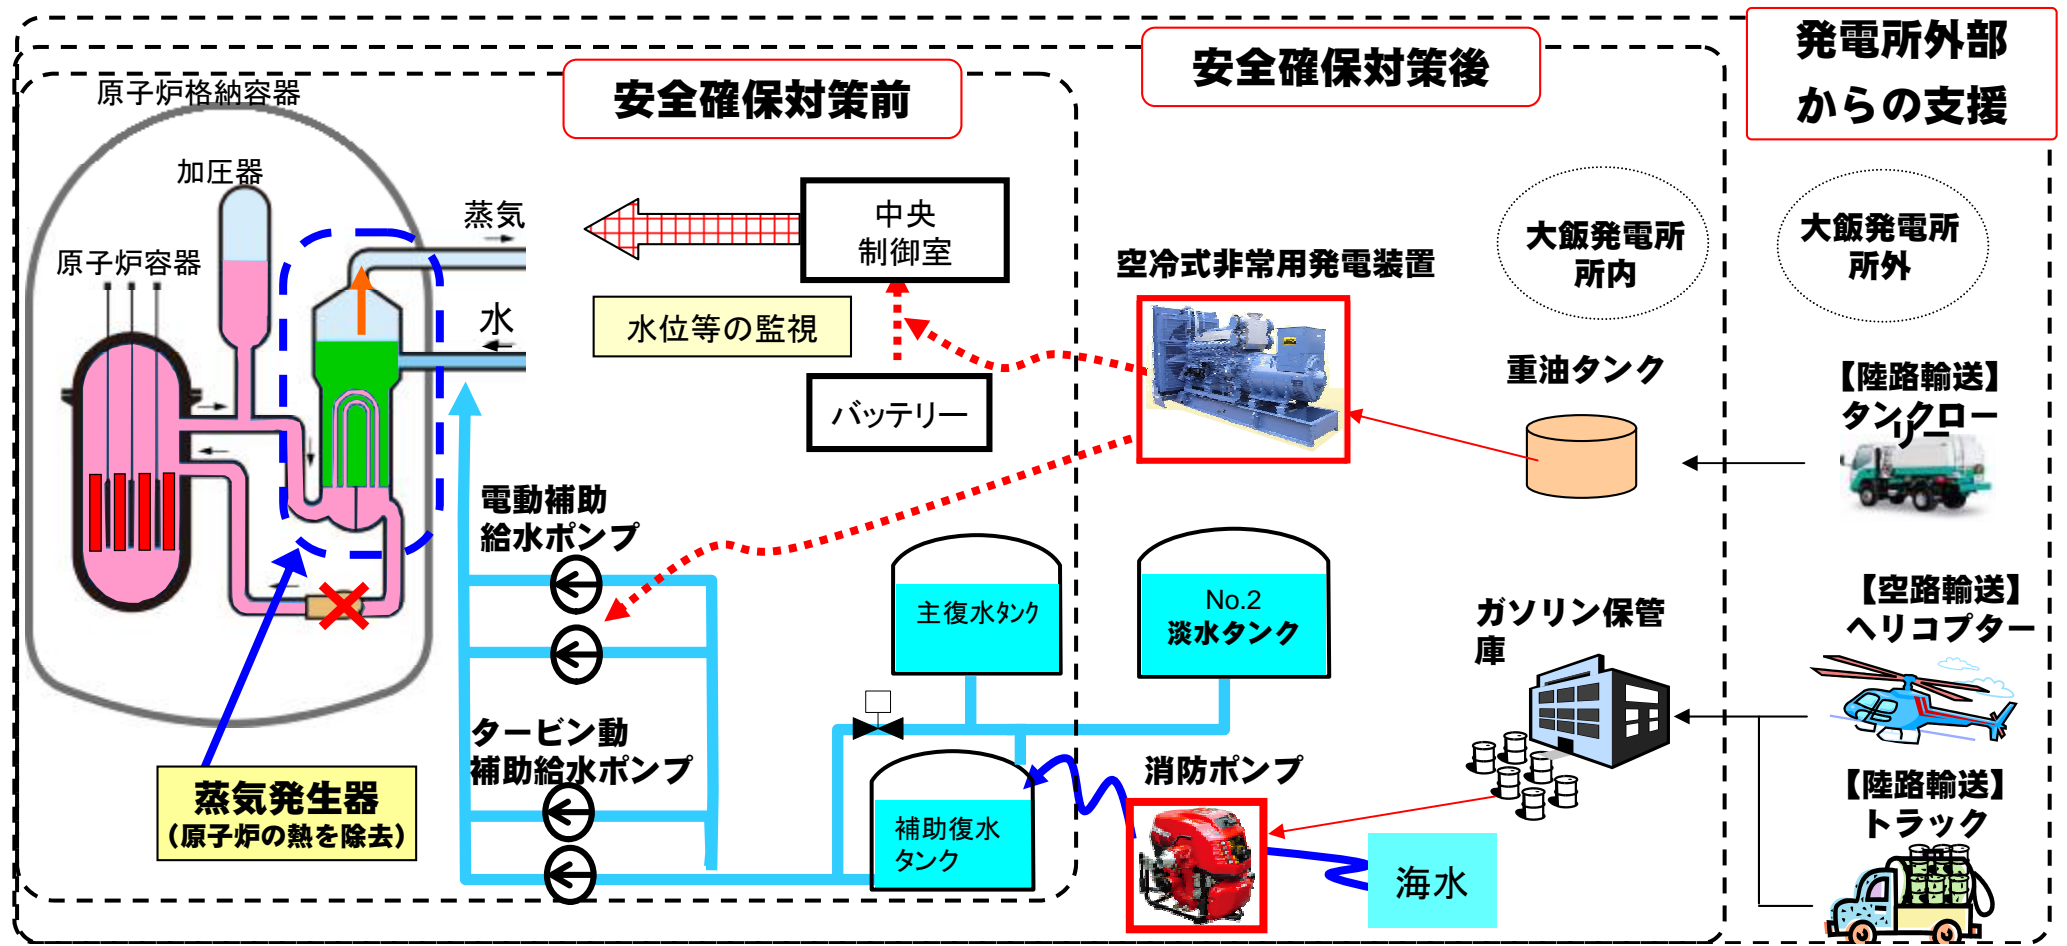 発電所外部
からの支援
安全確保対策後
安全確保対策前
原子炉格納容器
加圧器
蒸気
原子炉容器
水
中央
制御室
水位等の監視
バッテリー
空冷式非常用発電装置
大飯発電所
所内
大飯発電所
所外
重油タンク
【陸路輸送】
タンクロー
リー
電動補助
給水ポンプ
主復水タンク
No.2
淡水タンク
ガソリン保管
庫
【空路輸送】
ヘリコプター
タービン動
補助給水ポンプ
蒸気発生器
（原子炉の熱を除去）
補助復水
タンク
消防ポンプ
海水
【陸路輸送】
トラック